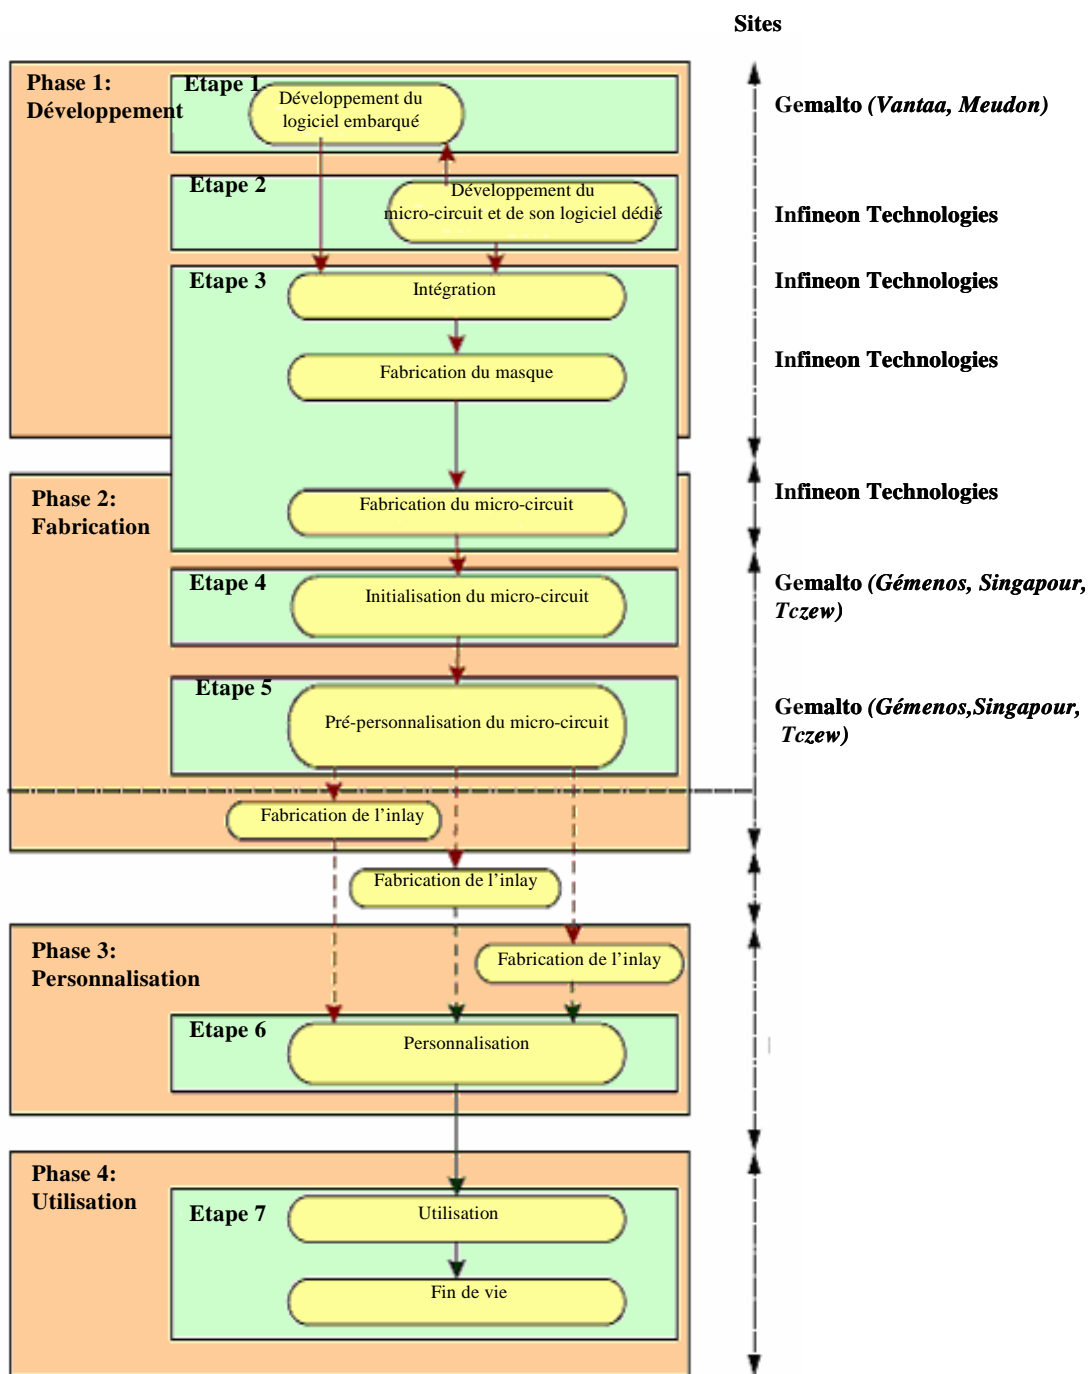 Sites
Phase 1:
Développement
Etape 1
Développement du
logiciel embarqué
Gemalto (Vantaa, Meudon)
Etape 2
Développement du
micro-circuit et de son logiciel dédié
Infineon Technologies
Etape 3
Intégration
Infineon Technologies
Fabrication du masque
Infineon Technologies
Phase 2:
Fabrication
Fabrication du micro-circuit
Infineon Technologies
Etape 4
Initialisation du micro-circuit
Gemalto (Gémenos, Singapour,
Tczew)
Etape 5
Pré-personnalisation du micro-circuit
Gemalto (Gémenos,Singapour,
Tczew)
Fabrication de l’inlay
Fabrication de l’inlay
Phase 3:
Personnalisation
Fabrication de l’inlay
Etape 6
Personnalisation
Phase 4:
Utilisation
Etape 7
Utilisation
Fin de vie